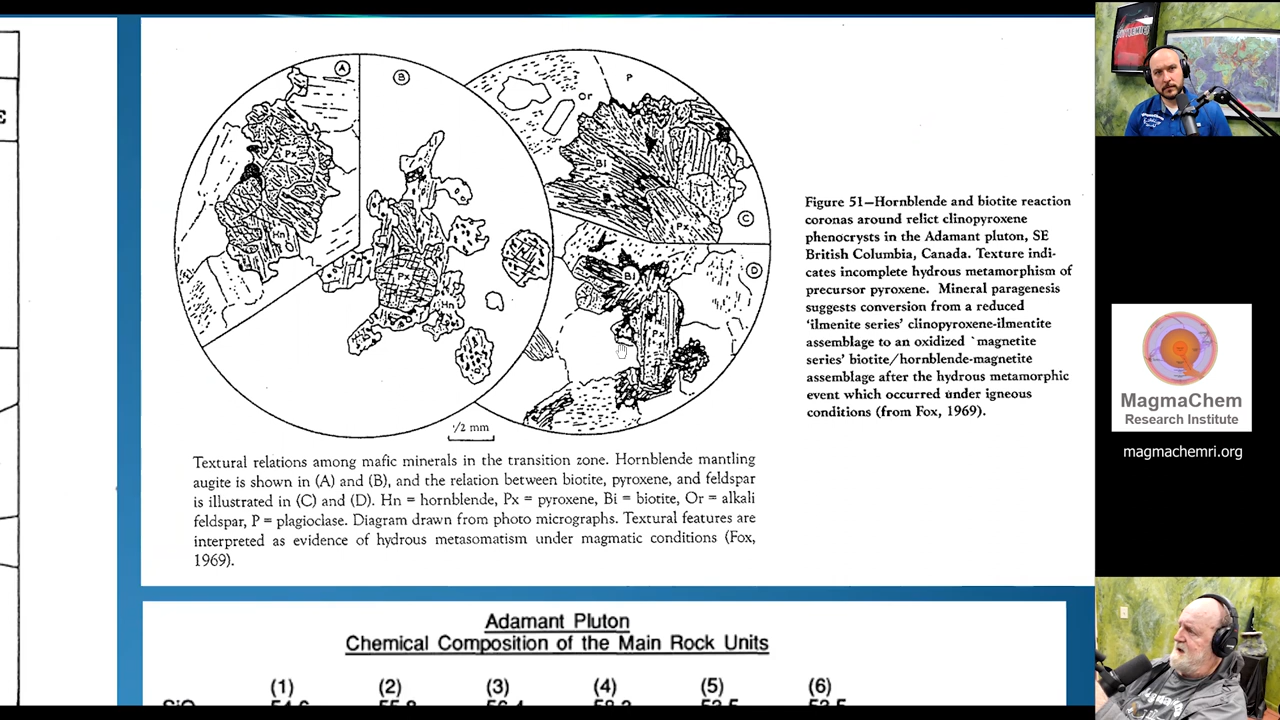 E
A
B
P
Or
Px
Bl
Hn
Px
C
Px
D
Bl
Px
Hn
1/2 mm
Figure 51—Hornblende and biotite reaction
coronas around relict clinopyroxene
phenocrysts in the Adamant pluton, SE
British Columbia, Canada. Texture indi-
cates incomplete hydrous metamorphism of
precursor pyroxene. Mineral paragenesis
suggests conversion from a reduced
'ilmenite series' clinopyroxene-ilmentite
assemblage to an oxidized `magnetite
series' biotite/hornblende-magnetite
assemblage after the hydrous metamorphic
event which occurred under igneous
conditions (from Fox, 1969).
Textural relations among mafic minerals in the transition zone. Hornblende mantling
augite is shown in (A) and (B), and the relation between biotite, pyroxene, and feldspar
is illustrated in (C) and (D). Hn = hornblende, Px = pyroxene, Bi = biotite, Or = alkali
feldspar, P = plagioclase. Diagram drawn from photo micrographs. Textural features are
interpreted as evidence of hydrous metasomatism under magmatic conditions (Fox,
1969).
Adamant Pluton
Chemical Composition of the Main Rock Units
(1) (2) (3) (4) (5) (6)
MagmaChem
Research Institute
magmachemri.org